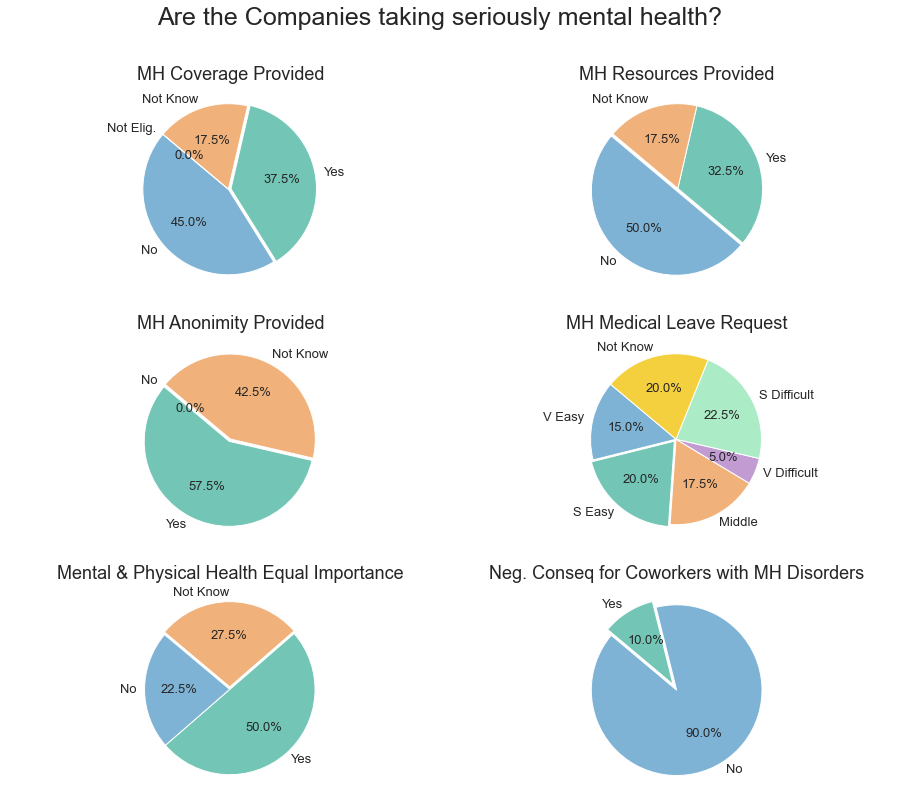 Are the Companies taking seriously mental health?
MH Coverage Provided
Not Know
Not Elig.
17.5%
0.0%
37.5%
Yes
45.0%
No
MH Resources Provided
Not Know
17.5%
Yes
32.5%
50.0%
No
MH Anonimity Provided
Not Know
No
42.5%
0.0%
57.5%
Yes
MH Medical Leave Request
Not Know
20.0%
S Difficult
V Easy
22.5%
15.0%
5.0%
V Difficult
20.0%
17.5%
S Easy
Middle
Mental & Physical Health Equal Importance
Not Know
27.5%
No
22.5%
50.0%
Yes
Neg. Conseq for Coworkers with MH Disorders
Yes
10.0%
90.0%
No